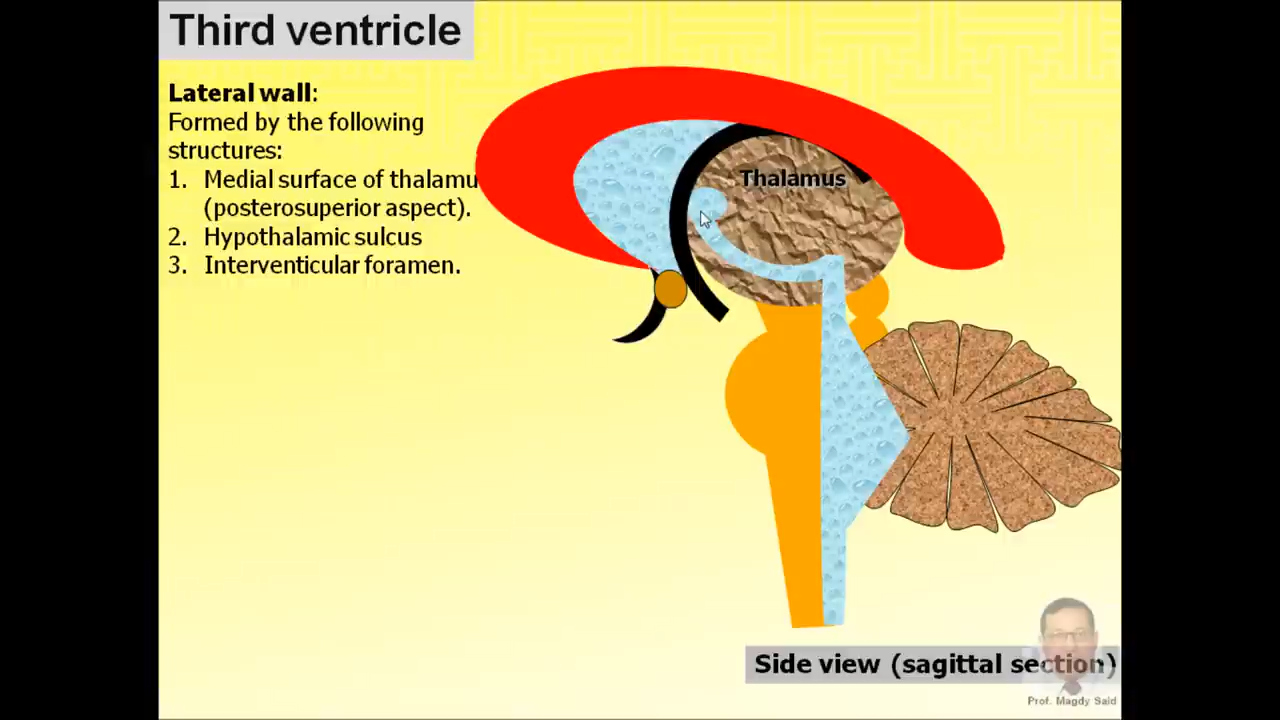 Third ventricle
Lateral wall:
Formed by the following
structures:
1. Medial surface of thalamu
(posterosuperior aspect).
2. Hypothalamic sulcus
3. Interventicular foramen.
Thalamus
Side view (sagittal section)
Prof. Magdy Said